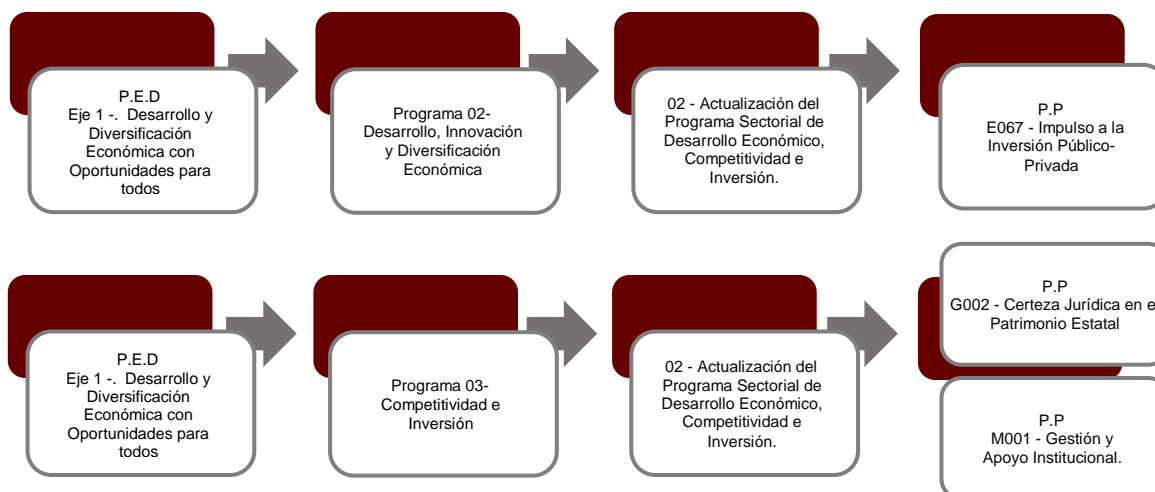 P.E.D
Eje 1 -.  Desarrollo y
Diversificación
Económica con
Oportunidades para
todos
Programa 02-
Desarrollo, Innovación
y Diversificación
Económica
02 - Actualización del
Programa Sectorial de
Desarrollo Económico,
Competitividad e
Inversión.
P.P
E067 - Impulso a la
Inversión Público-
Privada
P.E.D
Eje 1 -.  Desarrollo y
Diversificación
Económica con
Oportunidades para
todos
Programa 03-
Competitividad e
Inversión
02 - Actualización del
Programa Sectorial de
Desarrollo Económico,
Competitividad e
Inversión.
P.P
G002 - Certeza Jurídica en e
Patrimonio Estatal
P.P
M001 - Gestión y
Apoyo Institucional.